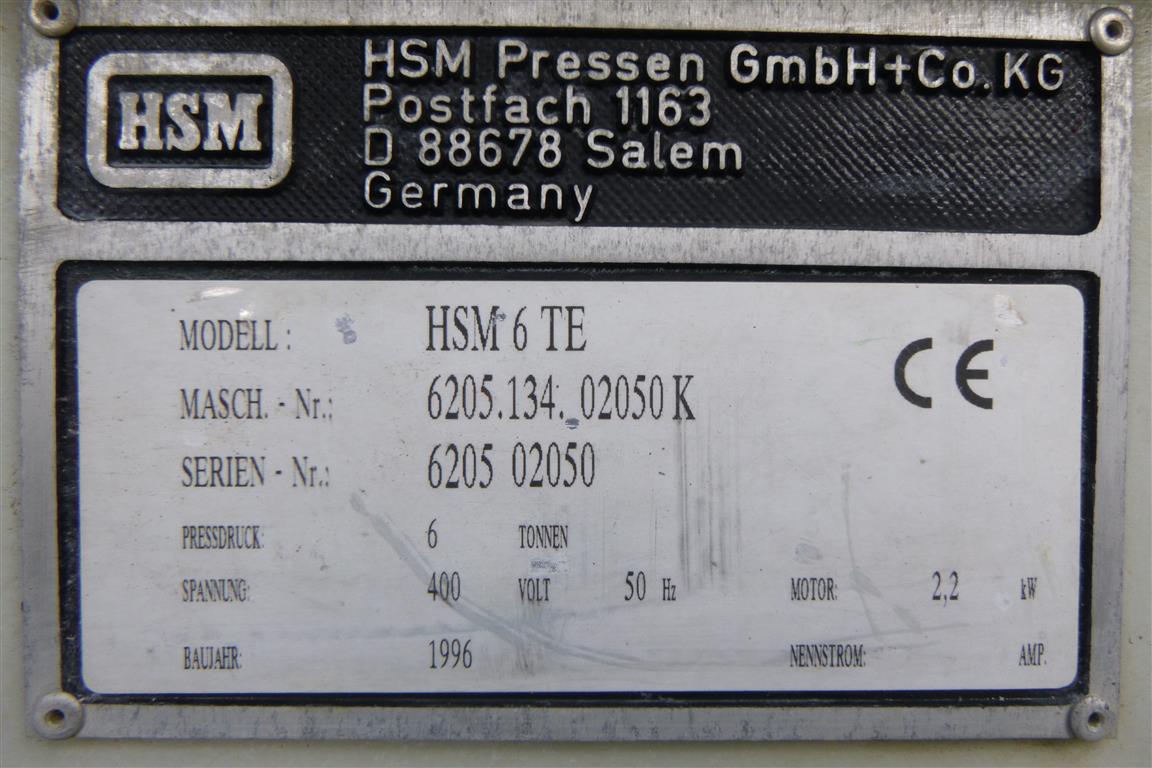 HSM
HSM Pressen GmbH+Co. KG
Postfach 1163
D 88678 Salem
Germany
MODELL : HSM 6 TE
CE
MASCH. - Nr.: 6205.134. 02050 K
SERIEN - Nr.: 6205 02050
PRESSDRUCK: 6 TONNEN
SPANNUNG: 400 VOLT 50 Hz MOTOR: 2,2 kW
BAUJAHR: 1996 NENNSTROM: AMP.